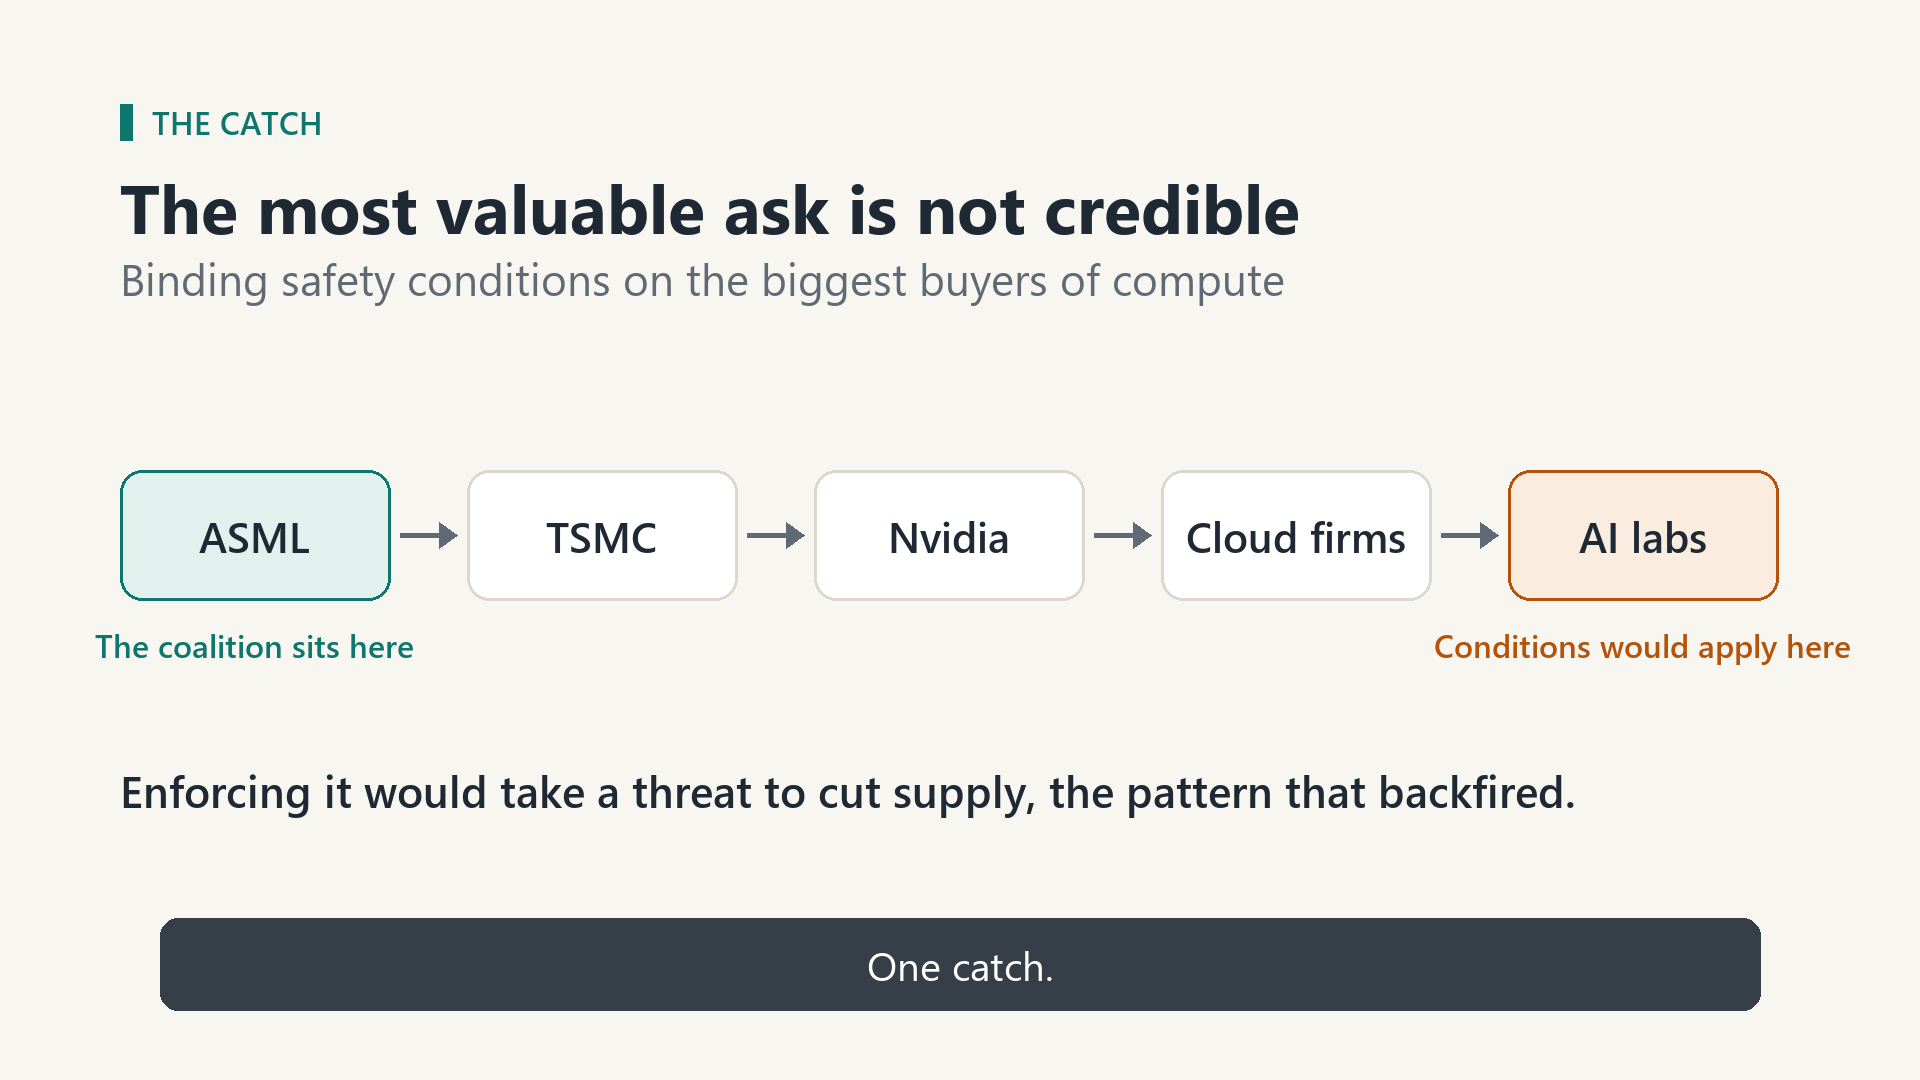 THE CATCH
The most valuable ask is not credible
Binding safety conditions on the biggest buyers of compute
ASML
TSMC
Nvidia
Cloud firms
AI labs
The coalition sits here
Conditions would apply here
Enforcing it would take a threat to cut supply, the pattern that backfired.
One catch.